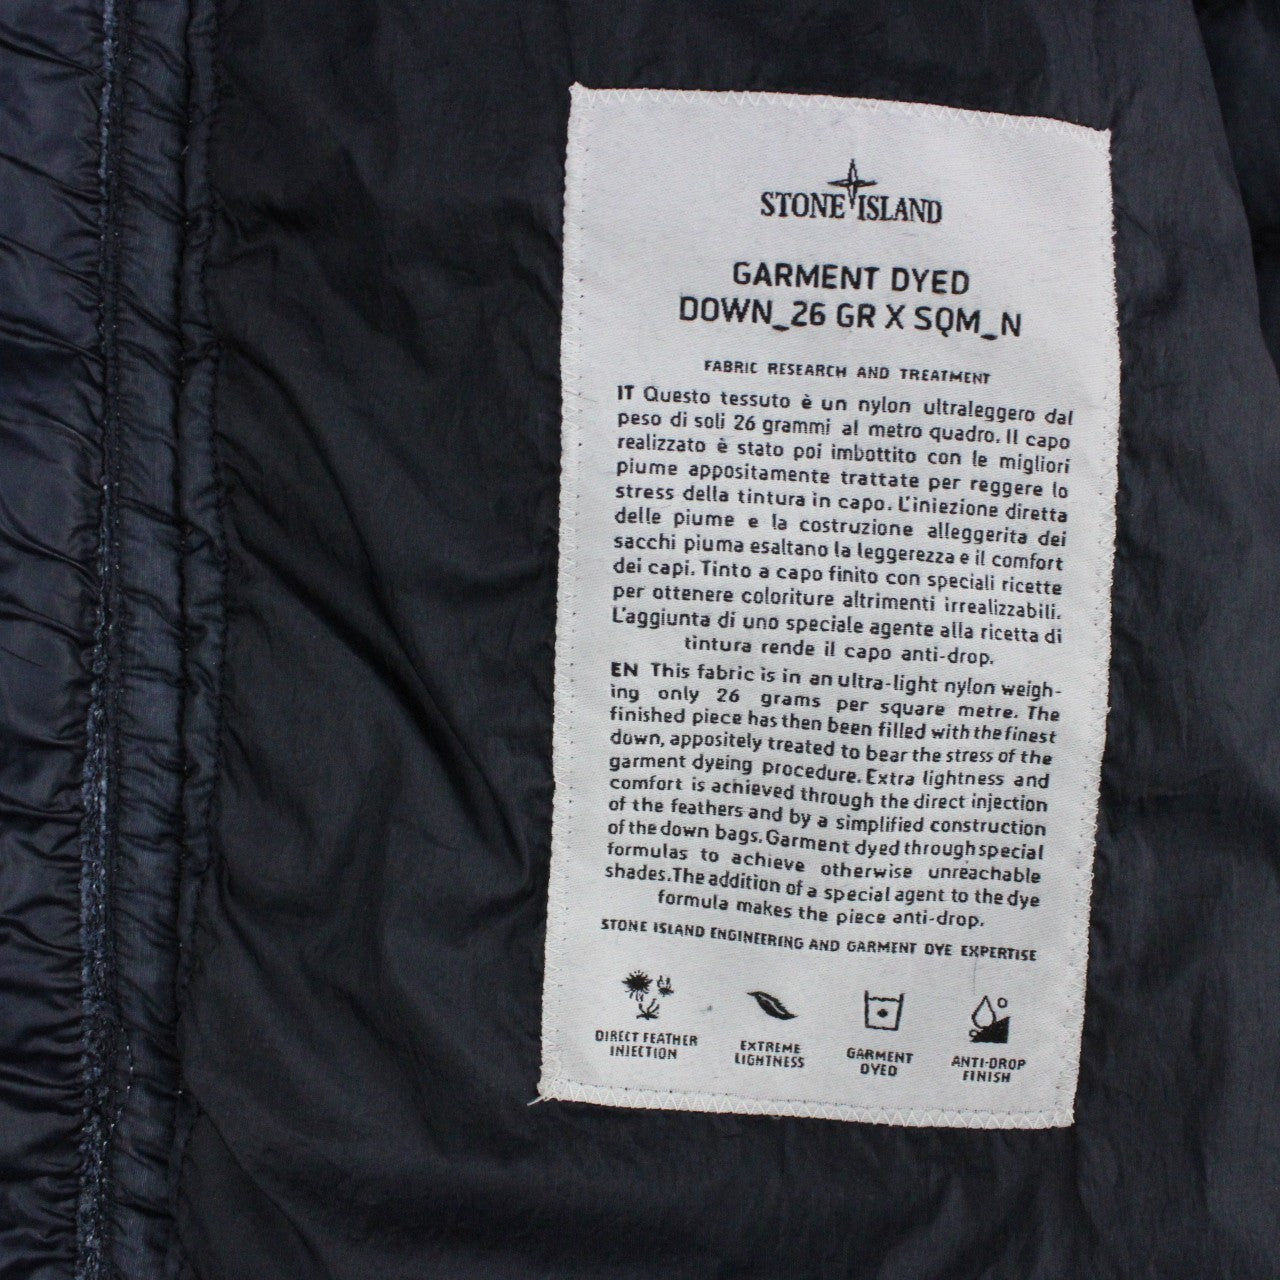 STONE ISLAND
GARMENT DYED
DOWN_26 GR X SQM_N
FABRIC RESEARCH AND TREATMENT
IT Questo tessuto è un nylon ultraleggero dal
peso di soli 26 grammi al metro quadro. Il capo
realizzato è stato poi imbottito con le migliori
piume appositamente trattate per reggere lo
stress della tintura in capo. L'iniezione diretta
delle piume e la costruzione alleggerita dei
sacchi piuma esaltano la leggerezza e il comfort
dei capi. Tinto a capo finito con speciali ricette
per ottenere coloriture altrimenti irrealizzabili.
L'aggiunta di uno speciale agente alla ricetta di
tintura rende il capo anti-drop.
EN This fabric is in an ultra-light nylon weigh-
ing only 26 grams per square metre. The
finished piece has then been filled with the finest
down, appositely treated to bear the stress of the
garment dyeing procedure. Extra lightness and
comfort is achieved through the direct injection
of the feathers and by a simplified construction
of the down bags. Garment dyed through special
formulas to achieve otherwise unreachable
shades. The addition of a special agent to the dye
formula makes the piece anti-drop.
STONE ISLAND ENGINEERING AND GARMENT DYE EXPERTISE
DIRECT FEATHER
INJECTION
EXTREME
LIGHTNESS
GARMENT
DYED
ANTI-DROP
FINISH